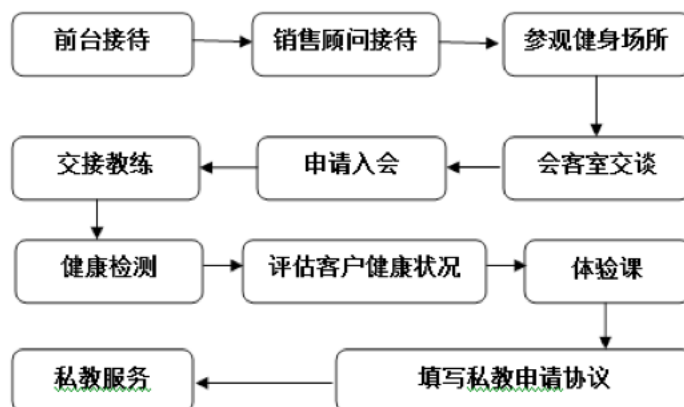 前台接待
销售顾问接待
参观健身场所
会客室交谈
申请入会
交接教练
健康检测
评估客户健康状况
体验课
填写私教申请协议
私教服务